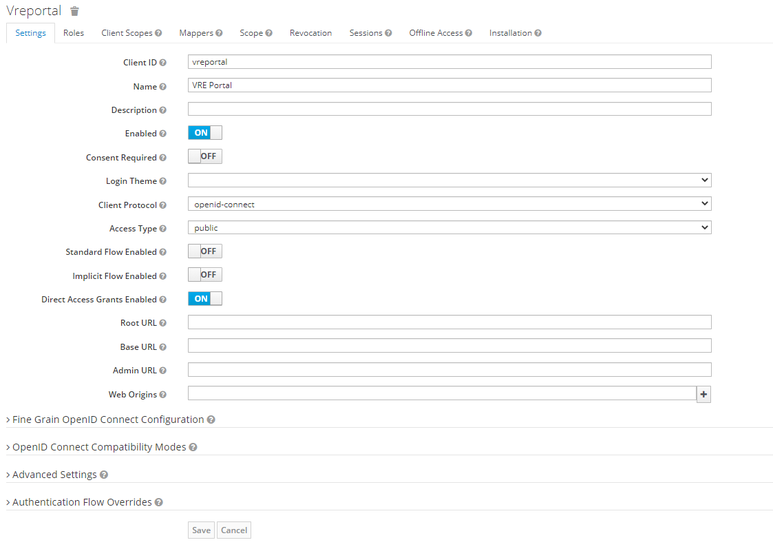 Vreportal
Settings Roles Client Scopes Mappers Scope Revocation Sessions Offline Access Installation
Client ID vreportal
Name VRE Portal
Description
Enabled ON
Consent Required OFF
Login Theme
Client Protocol openid-connect
Access Type public
Standard Flow Enabled OFF
Implicit Flow Enabled OFF
Direct Access Grants Enabled ON
Root URL
Base URL
Admin URL
Web Origins
Fine Grain OpenID Connect Configuration
OpenID Connect Compatibility Modes
Advanced Settings
Authentication Flow Overrides
Save Cancel